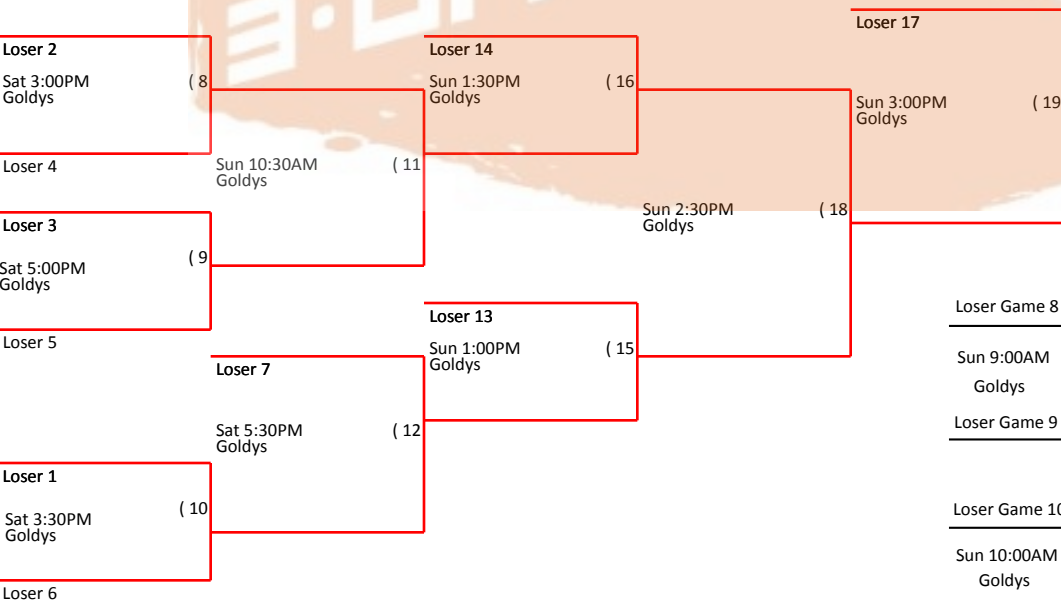 Loser 2
Sat 3:00PM
Goldys
( 8
Loser 4
Loser 3
Sat 5:00PM
Goldys
( 9
Loser 5
Loser 1
Sat 3:30PM
Goldys
( 10
Loser 6
Sun 10:30AM
Goldys
( 11
Loser 7
Sat 5:30PM
Goldys
( 12
Loser 14
Sun 1:30PM
Goldys
( 16
Loser 13
Sun 1:00PM
Goldys
( 15
Sun 2:30PM
Goldys
( 18
Loser 17
Sun 3:00PM
Goldys
( 19
Loser Game 8
Sun 9:00AM
Goldys
Loser Game 9
Loser Game 10
Sun 10:00AM
Goldys